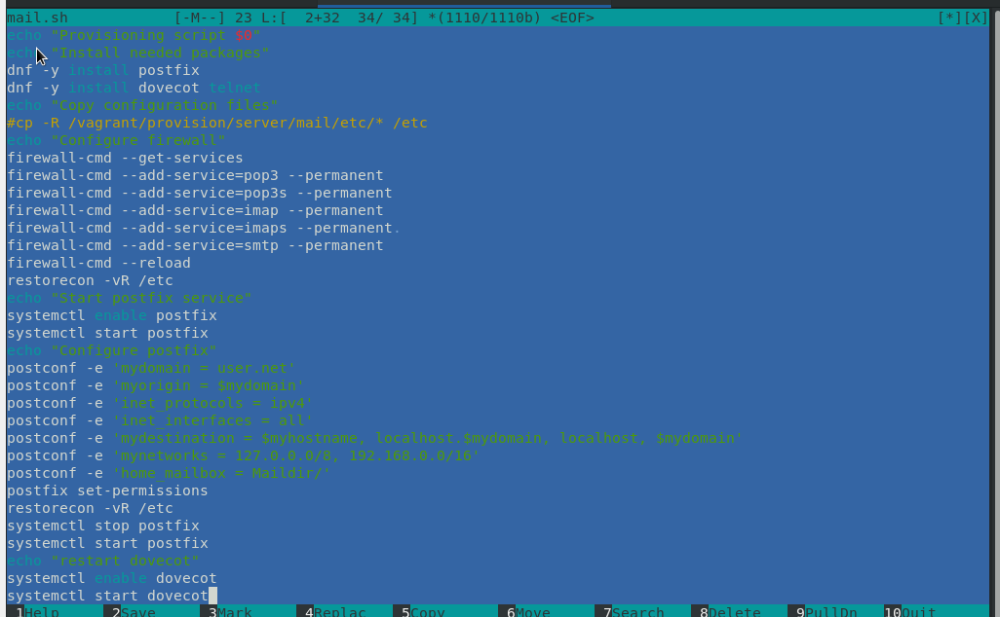 mail.sh [-M--] 23 L:[ 2+32 34/ 34] *(1110/1110b) <EOF> [*][X]
echo "Provisioning script $0"
echo "Install needed packages"
dnf -y install postfix
dnf -y install dovecot telnet
echo "Copy configuration files"
#cp -R /vagrant/provision/server/mail/etc/* /etc
echo "Configure firewall"
firewall-cmd --get-services
firewall-cmd --add-service=pop3 --permanent
firewall-cmd --add-service=pop3s --permanent
firewall-cmd --add-service=imap --permanent
firewall-cmd --add-service=imaps --permanent.
firewall-cmd --add-service=smtp --permanent
firewall-cmd --reload
restorecon -vR /etc
echo "Start postfix service"
systemctl enable postfix
systemctl start postfix
echo "Configure postfix"
postconf -e 'mydomain = user.net'
postconf -e 'myorigin = $mydomain'
postconf -e 'inet_protocols = ipv4'
postconf -e 'inet_interfaces = all'
postconf -e 'mydestination = $myhostname, localhost.$mydomain, localhost, $mydomain'
postconf -e 'mynetworks = 127.0.0.0/8, 192.168.0.0/16'
postconf -e 'home_mailbox = Maildir/'
postfix set-permissions
restorecon -vR /etc
systemctl stop postfix
systemctl start postfix
echo "restart dovecot"
systemctl enable dovecot
systemctl start dovecot
1Help 2Save 3Mark 4Replac 5Copy 6Move 7Search 8Delete 9PullDn 10Quit